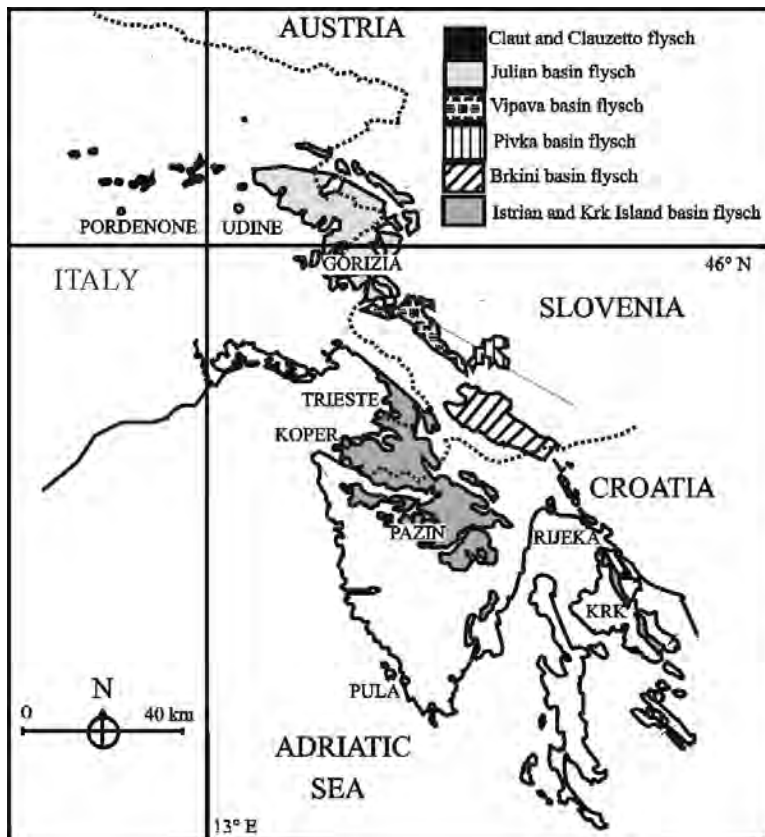 AUSTRIA
Claut and Clauzetto flysch
Julian basin flysch
Vipava basin flysch
Pivka basin flysch
Brkini basin flysch
Istrian and Krk Island basin flysch
PORDENONE
UDINE
GORIZIA
46° N
ITALY
SLOVENIA
TRIESTE
KOPER
CROATIA
PAZIN
RIJEKA
KRK
PULA
N
0 40 km
ADRIATIC
SEA
13° E